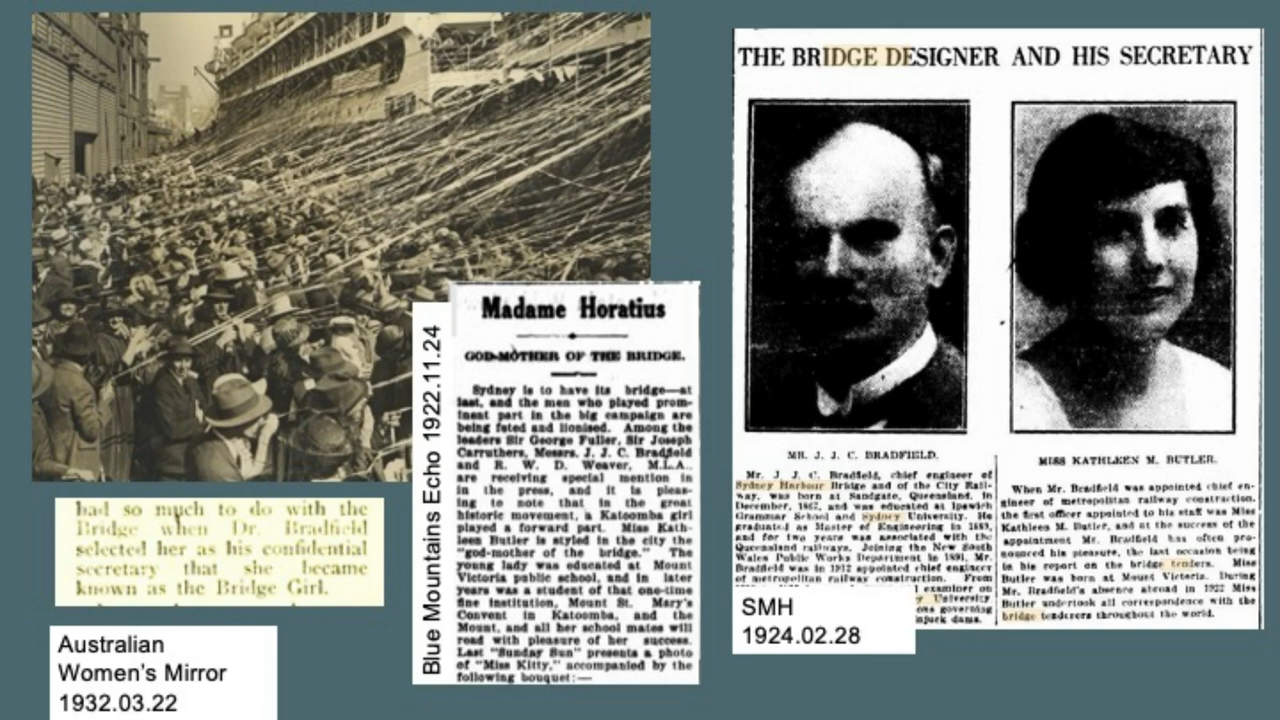 had so much to do with the
Bridge when Dr. Bradfield
selected her as his confidential
secretary that she became
known as the Bridge Girl.
Australian
Women's Mirror
1932.03.22
Blue Mountains Echo 1922.11.24
Madame Horatius
GOD-MOTHER OF THE BRIDGE.
Sydney is to have its bridge—at
last, and the men who played prom-
inent part in the big campaign are
being feted and lionised. Among the
leaders Sir George Fuller, Sir Joseph
Carruthers, Messrs. J. J. C. Bradfield
and R. W. D. Weaver, M.L.A.,
are receiving special mention in
in the press, and it is pleas-
ing to note that in the great
historic movement, a Katoomba girl
played a forward part. Miss Kath-
leen Butler is styled in the city the
"god-mother of the bridge." The
young lady was educated at Mount
Victoria public school, and in later
years was a student of that one-time
fine institution, Mount St. Mary's
Convent in Katoomba, and the
Mount, and all her school mates will
read with pleasure of her success.
Last "Sunday Sun" presents a photo
of "Miss Kitty," accompanied by the
following bouquet:—
THE BRIDGE DESIGNER AND HIS SECRETARY
MR. J. J. C. BRADFIELD.
Mr. J. J. C. Bradfield, chief engineer of
Sydney Harbour Bridge and of the City Rail-
way, was born at Sandgate, Queensland, in
December, 1867, and was educated at Ipswich
Grammar School and Sydney University. He
graduated as Master of Engineering in 1889,
and for two years was associated with the
Queensland railways. Joining the New South
Wales Public Works Department in 1891, Mr.
Bradfield was in 1912 appointed chief engineer
of metropolitan railway construction. From
examiner on
University
ons governing
njuck dams.
SMH
1924.02.28
MISS KATHLEEN M. BUTLER.
When Mr. Bradfield was appointed chief en-
gineer of metropolitan railway construction,
the first officer appointed to his staff was Miss
Kathleen M. Butler, and at the success of the
appointment Mr. Bradfield has often pro-
nounced his pleasure, the last occasion being
in his report on the bridge tenders. Miss
Butler was born at Mount Victoria. During
Mr. Bradfield's absence abroad in 1922 Miss
Butler undertook all correspondence with the
bridge tenderers throughout the world.